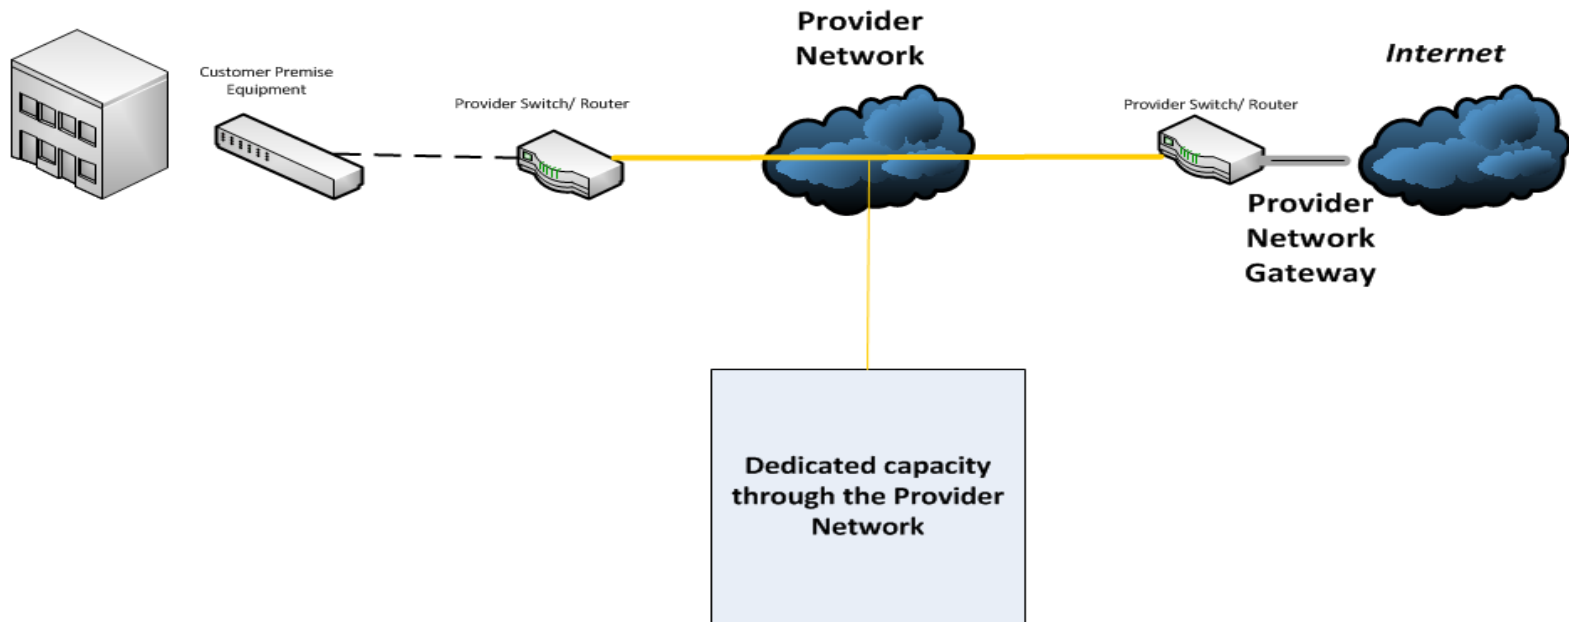 Customer Premise
Equipment
Provider Switch/ Router
Provider
Network
Provider Switch/ Router
Internet
Provider
Network
Gateway
Dedicated capacity
through the Provider
Network